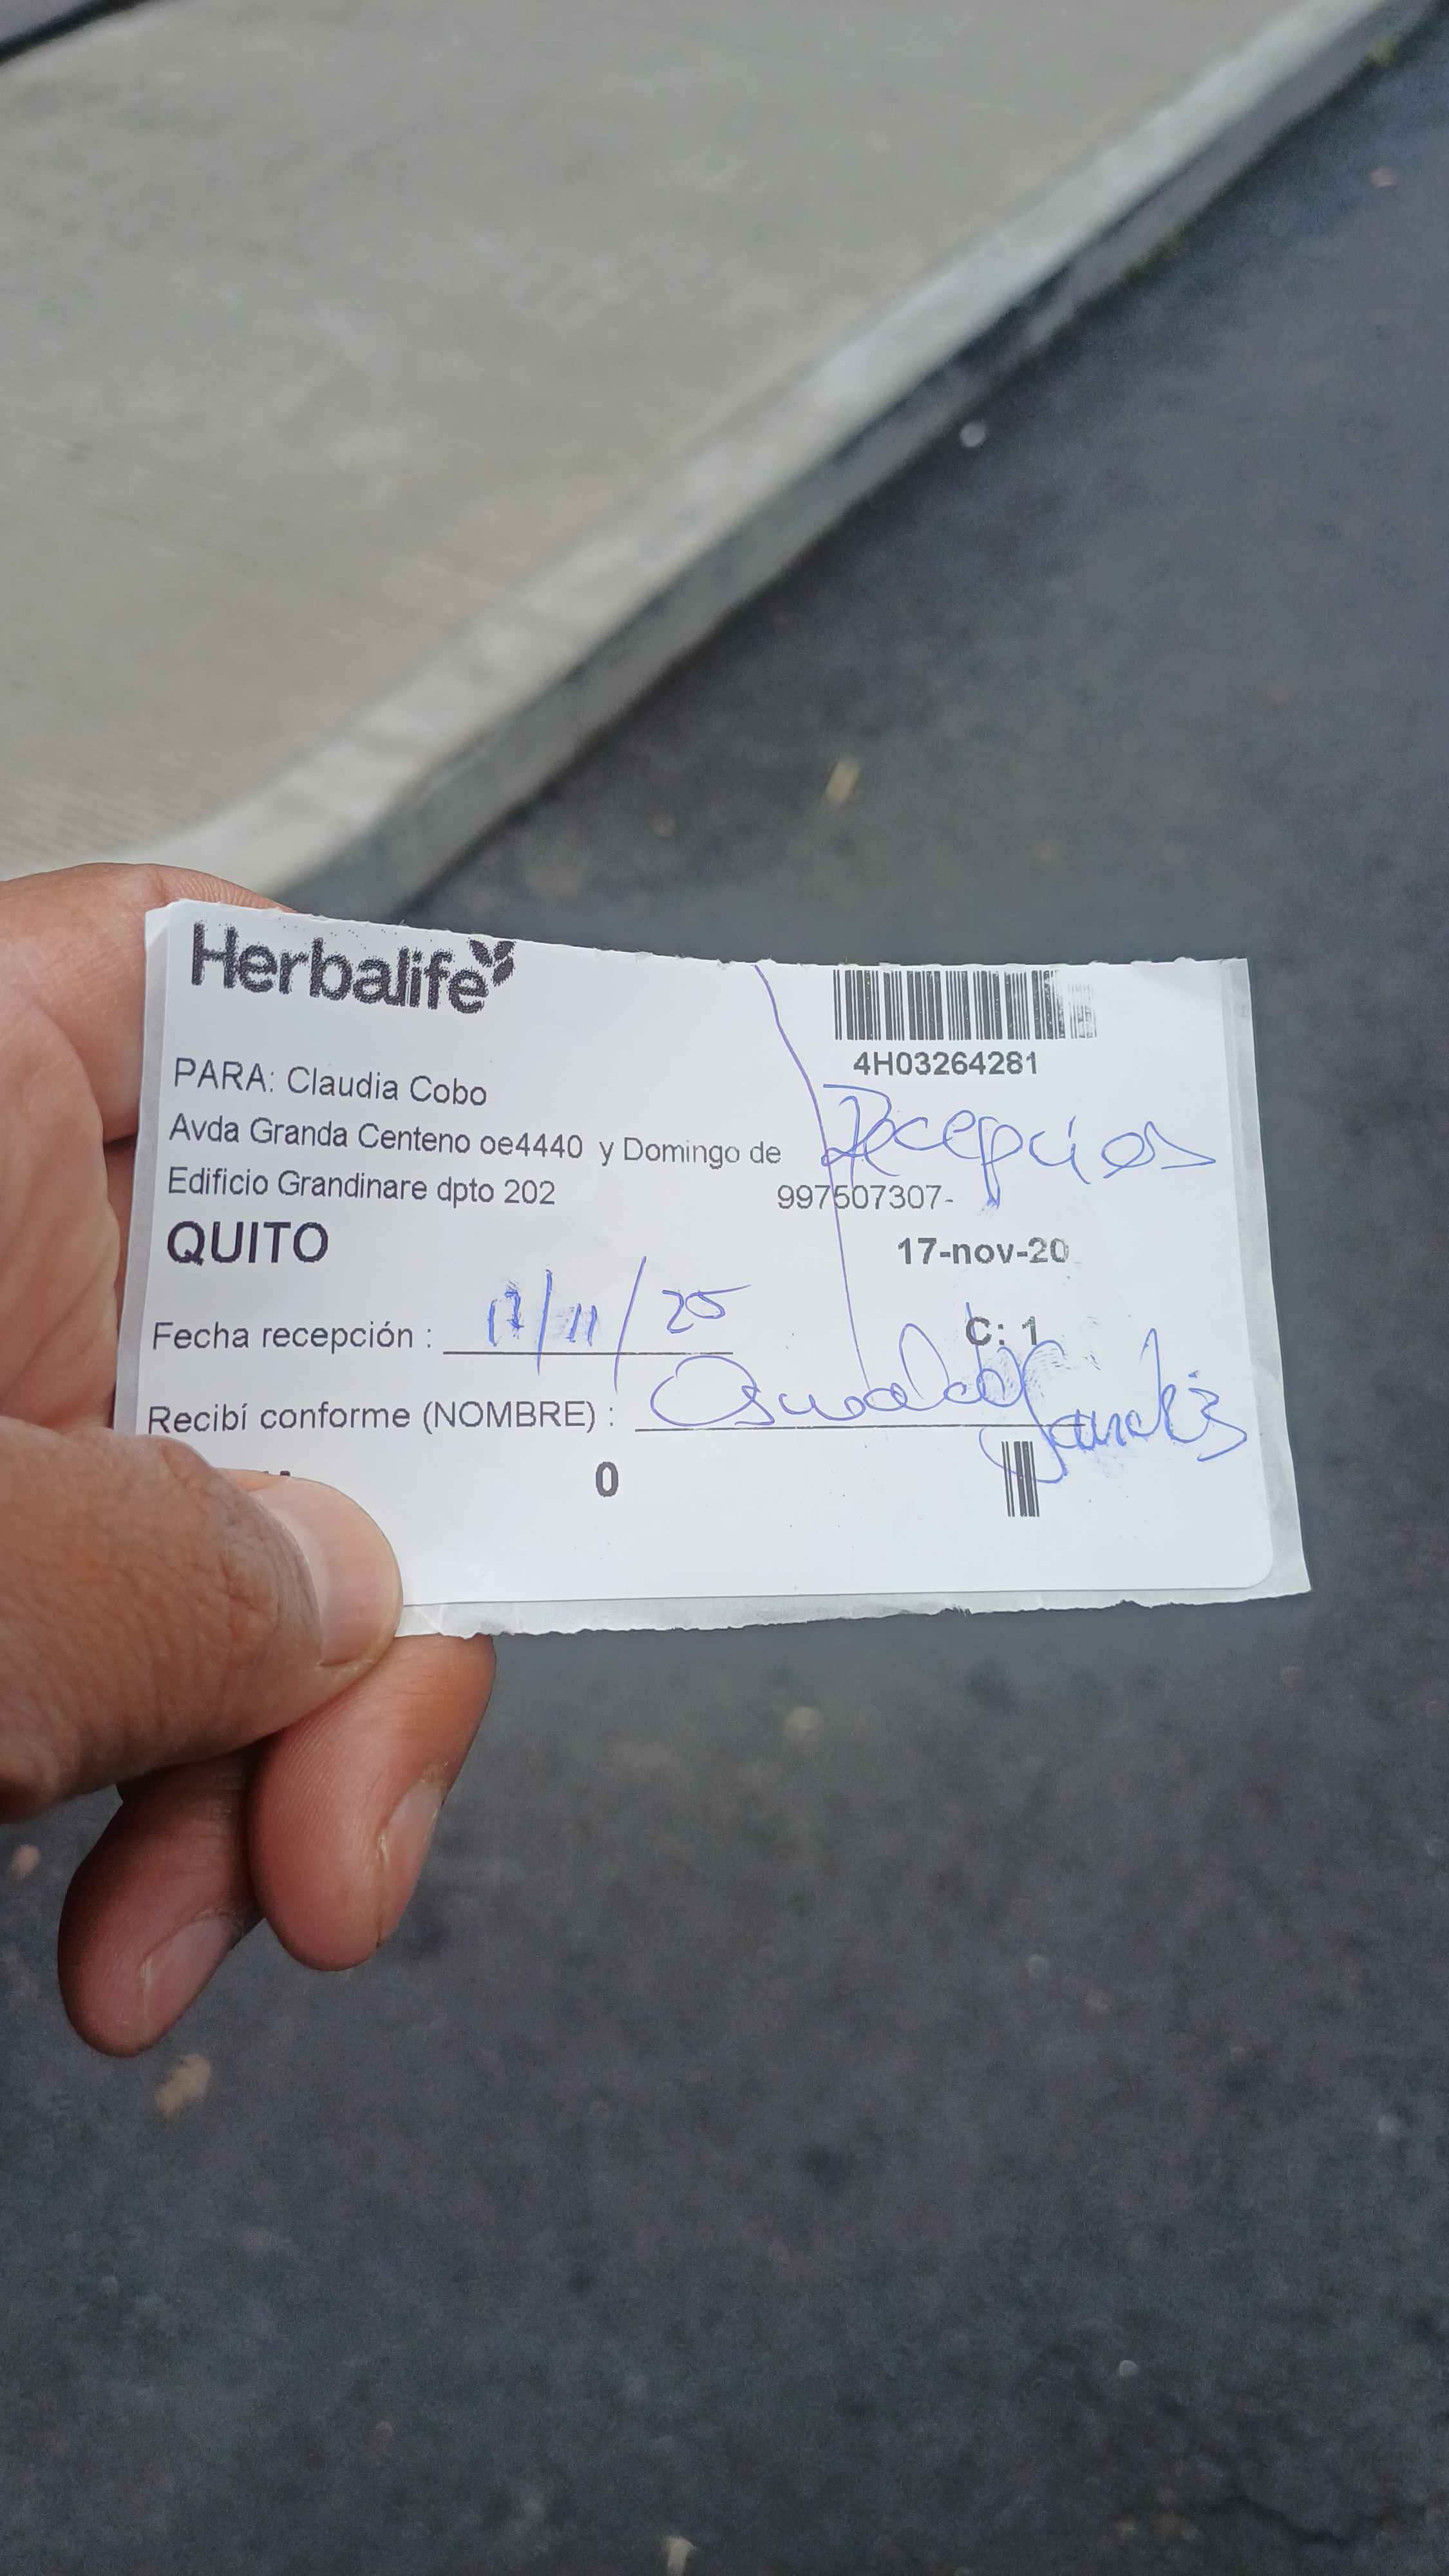 Herbalife
4H03264281
PARA: Claudia Cobo
Avda Granda Centeno oe4440 y Domingo de
Recepción
Edificio Grandinare dpto 202
997507307-
QUITO
17-nov-20
Fecha recepción : 17/11/25
C: 1
Recibí conforme (NOMBRE) : Oswaldo
0